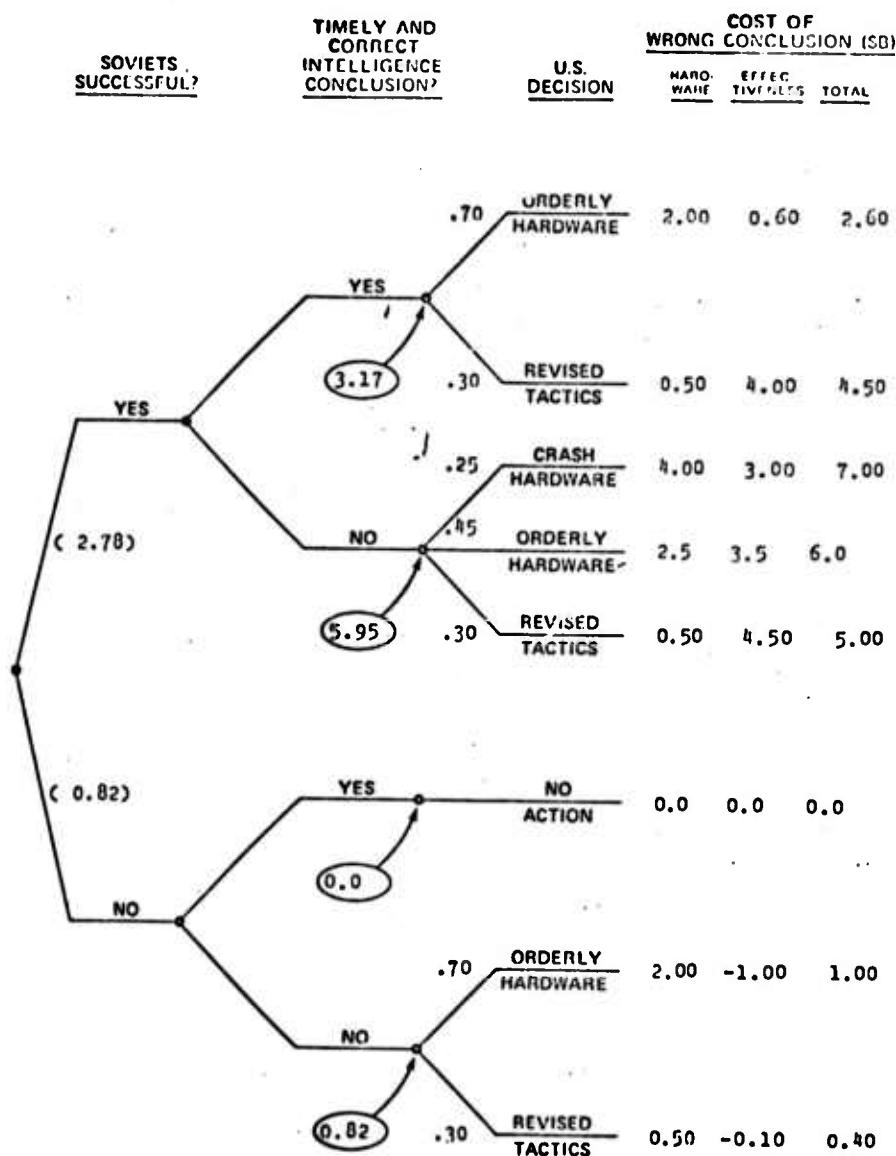 SOVIETS
SUCCESSFUL?
TIMELY AND
CORRECT
INTELLIGENCE
CONCLUSION?
U.S.
DECISION
COST OF
WRONG CONCLUSION ($B)
HARD-
WARE
EFFEC
TIVENESS
TOTAL
.70 ORDERLY
HARDWARE 2.00 0.60 2.60
YES
3.17
.30 REVISED
TACTICS 0.50 4.00 4.50
YES
.25 CRASH
HARDWARE 4.00 3.00 7.00
(2.78)
NO .45 ORDERLY
HARDWARE 2.5 3.5 6.0
5.95
.30 REVISED
TACTICS 0.50 4.50 5.00
(0.82)
YES NO
ACTION 0.0 0.0 0.0
0.0
NO
.70 ORDERLY
HARDWARE 2.00 -1.00 1.00
NO
0.82
.30 REVISED
TACTICS 0.50 -0.10 0.40